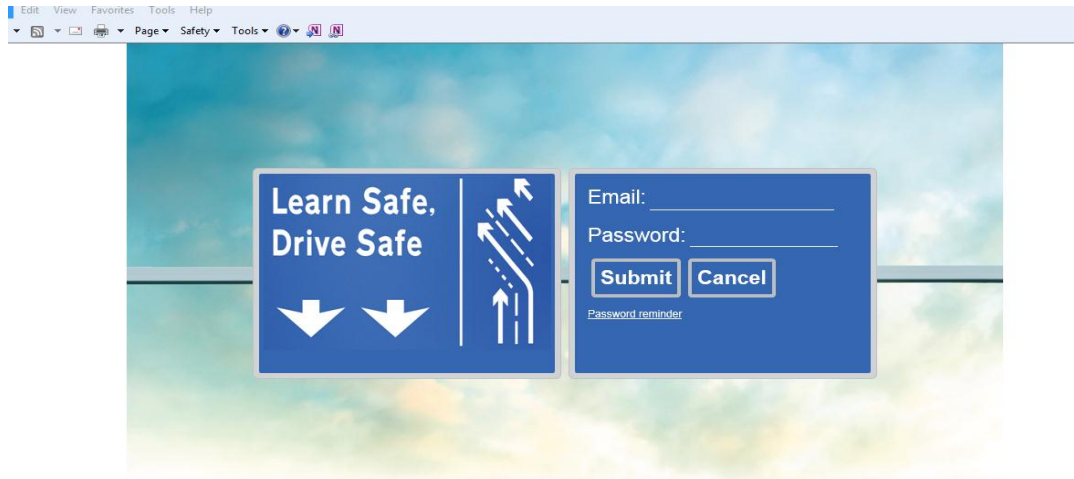 Edit View Favorites Tools Help
Page Safety Tools
Learn Safe,
Drive Safe
Email:
Password:
Submit Cancel
Password reminder